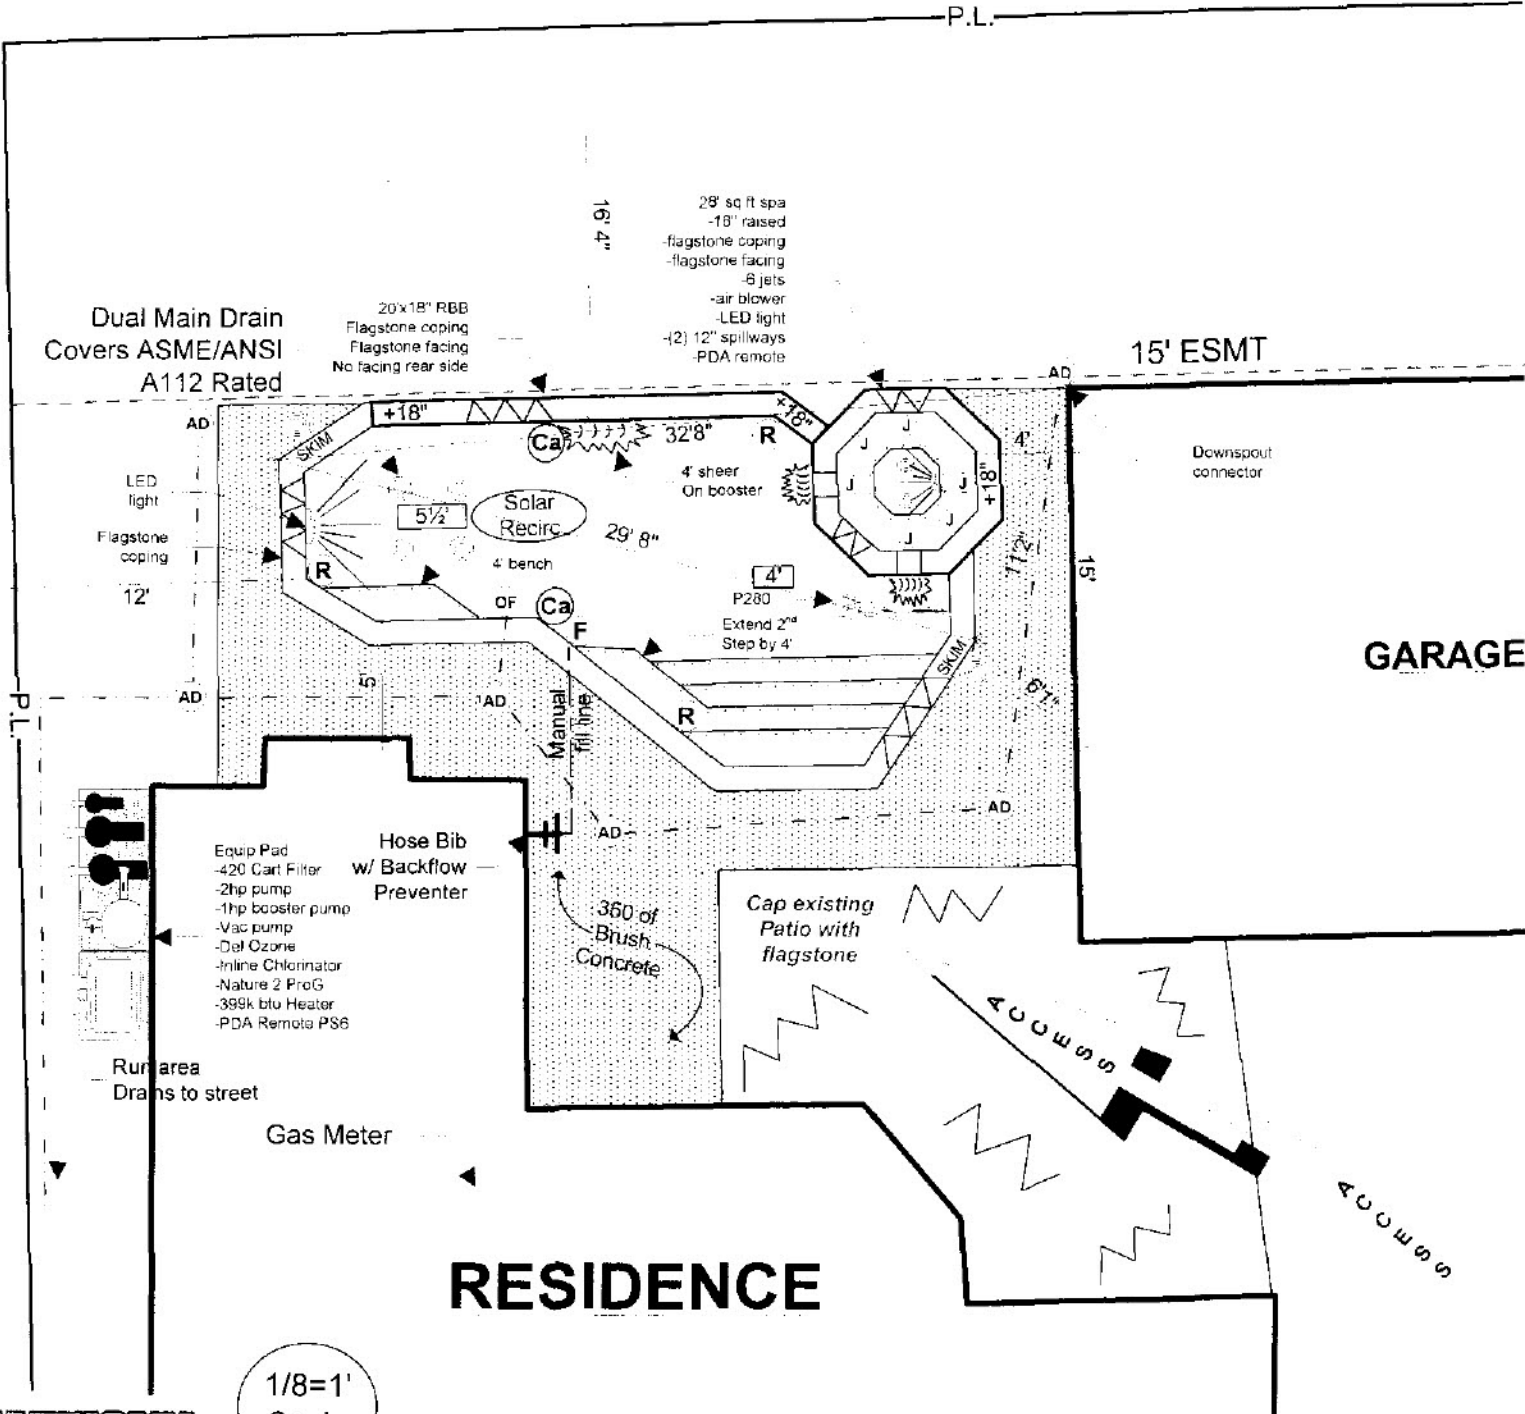 P.L.
16' 4"
28' sq ft spa
-18" raised
-flagstone coping
-flagstone facing
-6 jets
-air blower
-LED light
-(2) 12" spillways
-PDA remote
20'x18" RBB
Flagstone coping
Flagstone facing
No facing rear side
Dual Main Drain
Covers ASME/ANSI
A112 Rated
15' ESMT
AD
AD
+18"
+18"
SKIM
Ca
32'8"
R
4'
J
J
J
J
J
J
+18"
Downspout
connector
4' sheer
On booster
LED
light
5½'
Solar
Recirc.
29' 8"
Flagstone
coping
4' bench
11'2"
15'
R
12'
OF
Ca
4'
P280
Extend 2nd
Step by 4'
F
SKIM
GARAGE
5'
6'7"
P.L.
AD
AD
Manual
fill line
R
AD
AD
Hose Bib
w/ Backflow
Preventer
Equip Pad
-420 Cart Filter
-2hp pump
-1hp booster pump
-Vac pump
-Del Ozone
-Inline Chlorinator
-Nature 2 ProG
-399k btu Heater
-PDA Remote PS6
360 of
Brush
Concrete
Cap existing
Patio with
flagstone
ACCESS
Run area
Drains to street
Gas Meter
ACCESS
RESIDENCE
1/8=1'